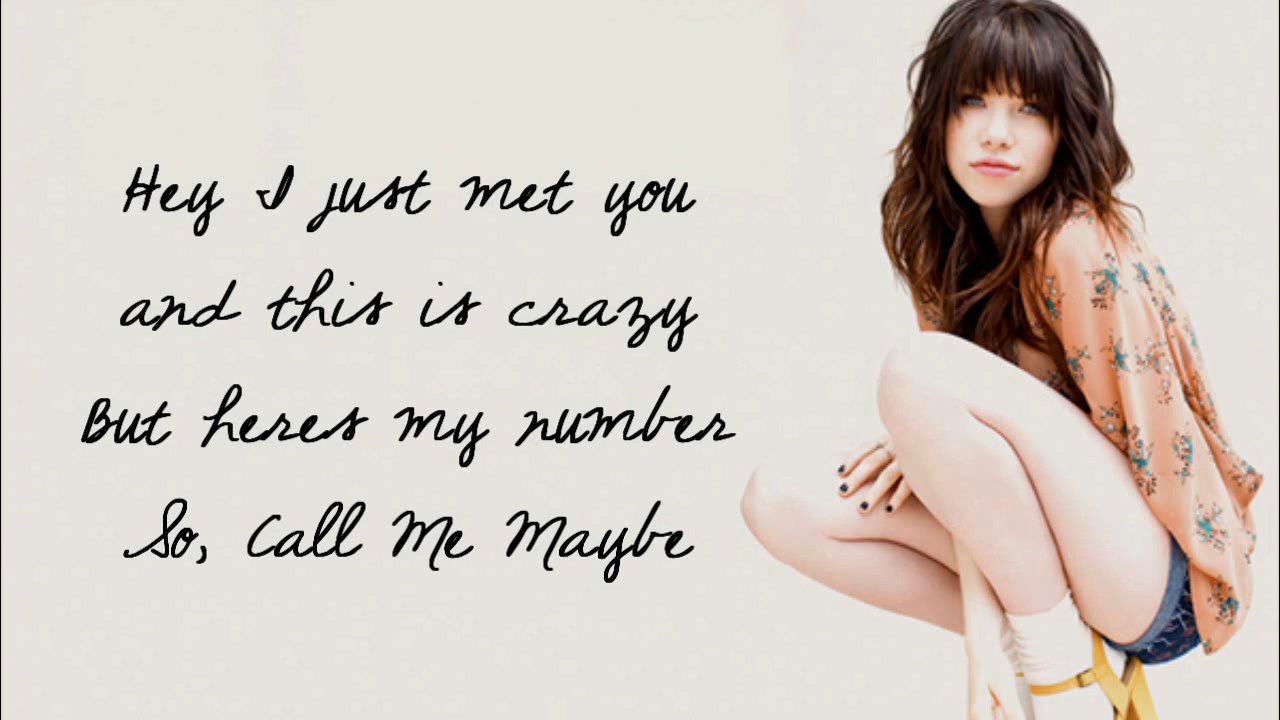 Hey I just met you
and this is crazy
But heres my number
So, Call Me Maybe